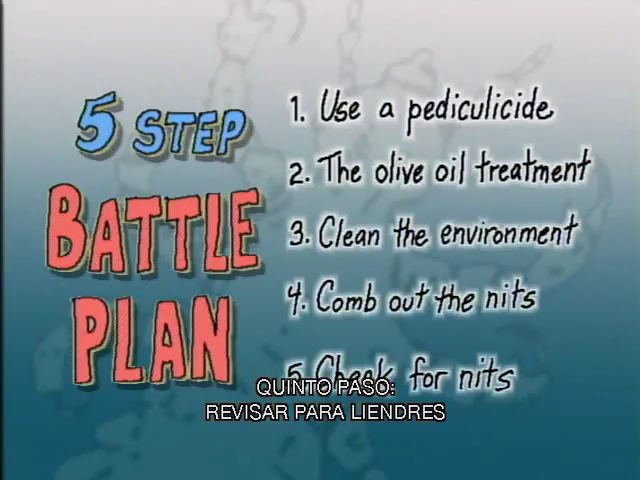 5 STEP
BATTLE
PLAN
1. Use a pediculicide
2. The olive oil treatment
3. Clean the environment
4. Comb out the nits
5. Check for nits
QUINTO PASO:
REVISAR PARA LIENDRES